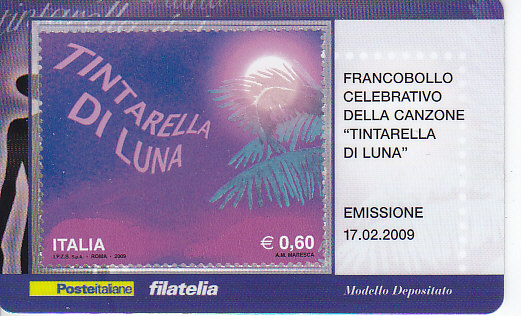 TINTARELLA
DI LUNA
ITALIA
€ 0,60
I.P.Z.S. S.p.A. - ROMA - 2009
A.M. MARESCA
FRANCOBOLLO
CELEBRATIVO
DELLA CANZONE
“TINTARELLA
DI LUNA”
EMISSIONE
17.02.2009
Posteitaliane
filatelia
Modello Depositato